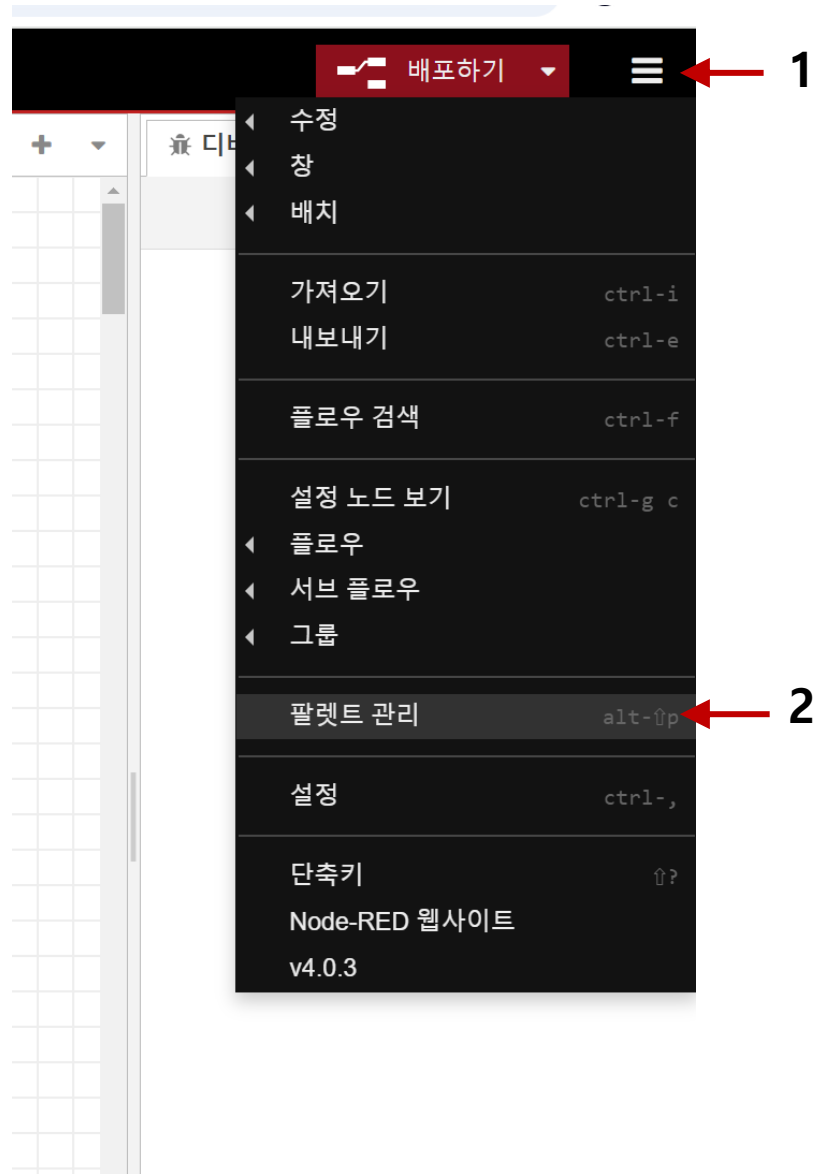 배포하기
1
디버
수정
창
배치
가져오기 ctrl-i
내보내기 ctrl-e
플로우 검색 ctrl-f
설정 노드 보기 ctrl-g c
플로우
서브 플로우
그룹
팔렛트 관리 alt-⇧p
2
설정 ctrl-,
단축키 ⇧?
Node-RED 웹사이트
v4.0.3